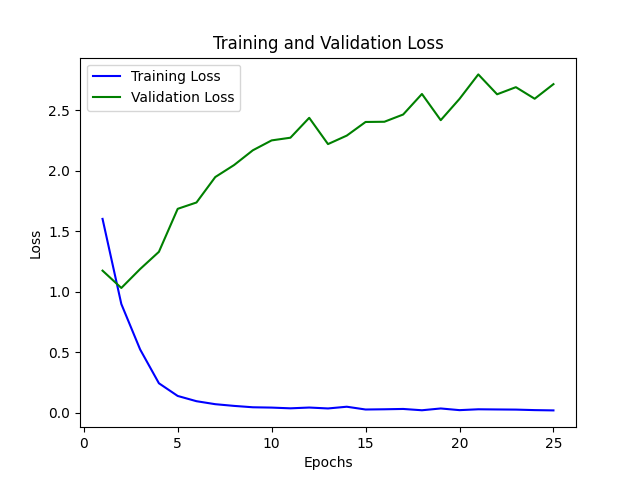 Training and Validation Loss
Training Loss
Validation Loss
Loss
2.5
2.0
1.5
1.0
0.5
0.0
0 5 10 15 20 25
Epochs